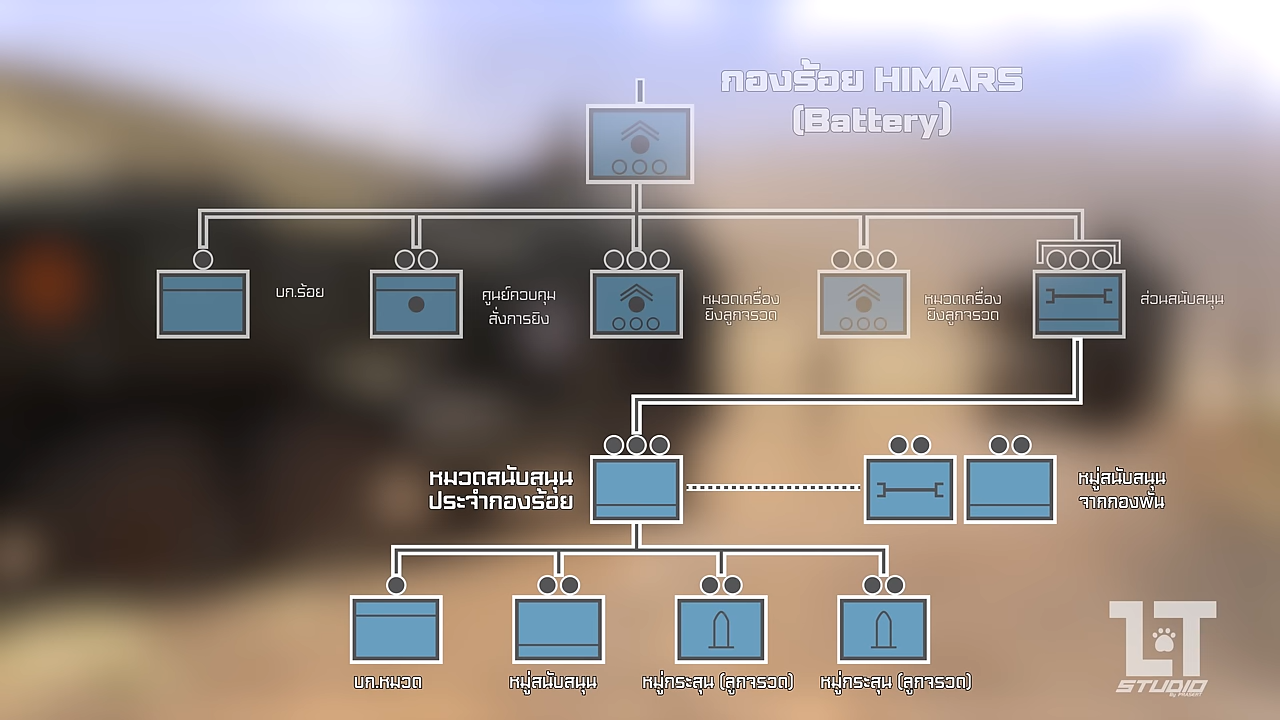 กองร้อย HIMARS
(Battery)
บก.ร้อย
ศูนย์ควบคุม
สั่งการยิง
หมวดเครื่อง
ยิงลูกจรวด
หมวดเครื่อง
ยิงลูกจรวด
ส่วนสนับสนุน
หมวดสนับสนุน
ประจำกองร้อย
หมู่สนับสนุน
จากกองพัน
บก.หมวด
หมู่สนับสนุน
หมู่กระสุน (ลูกจรวด)
หมู่กระสุน (ลูกจรวด)
LT
STUDIO
By PRASERT